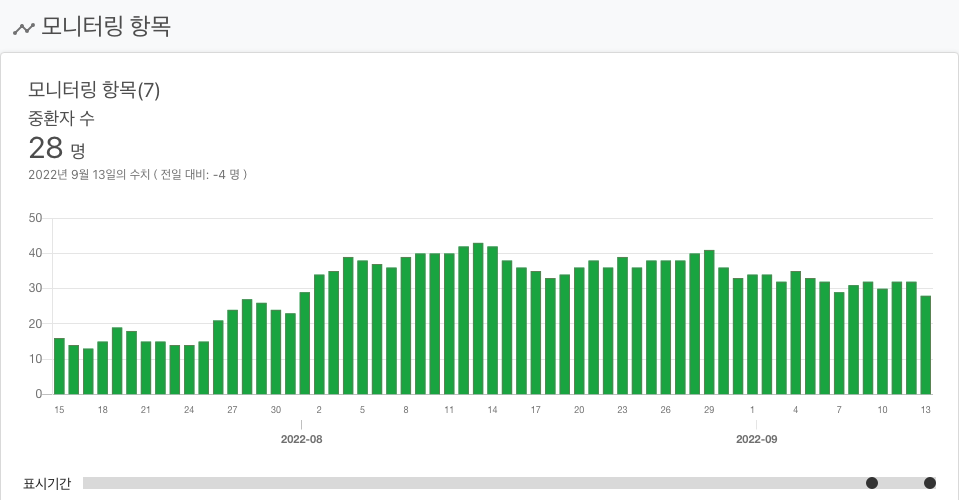 모니터링 항목
모니터링 항목(7)
중환자 수
28 명
2022년 9월 13일의 수치 ( 전일 대비: -4 명 )
50
40
30
20
10
0
15 18 21 24 27 30 2 5 8 11 14 17 20 23 26 29 1 4 7 10 13
2022-08 2022-09
표시기간